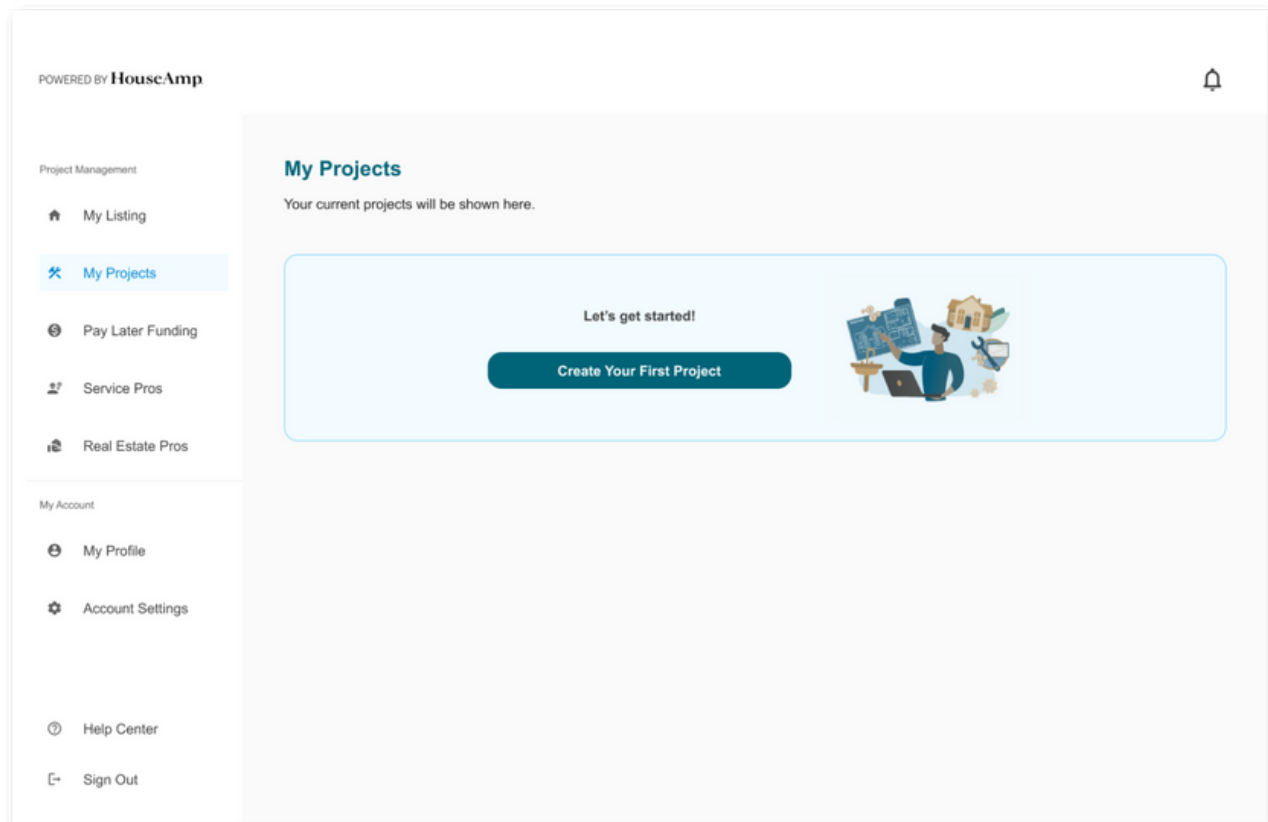 POWERED BY HouseAmp
Project Management
My Listing
My Projects
Pay Later Funding
Service Pros
Real Estate Pros
My Account
My Profile
Account Settings
Help Center
Sign Out
My Projects
Your current projects will be shown here.
Let's get started!
Create Your First Project